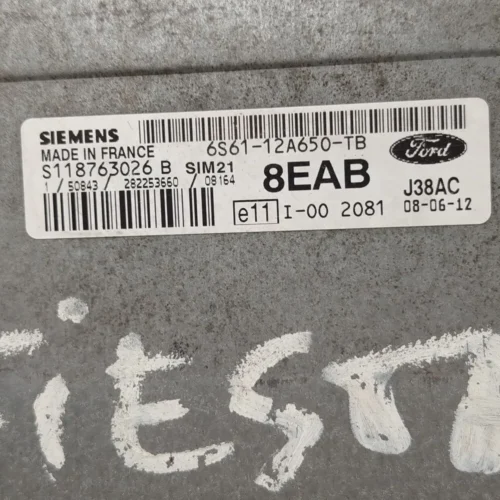 SIEMENS 6S61-12A650-TB Ford
MADE IN FRANCE
S118763026 B SIM21 8EAB J38AC
1 / 50843 / 282253660 / 08164
e11 I-00 2081 08-06-12